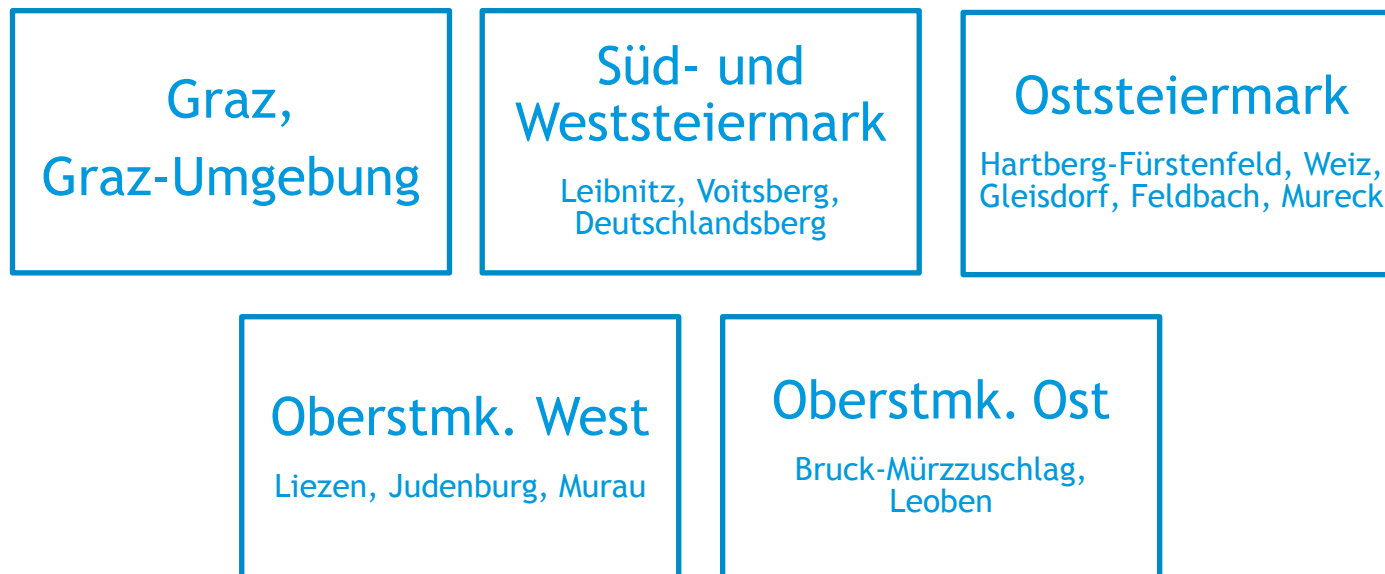 Graz,
Graz-Umgebung
Süd- und
Weststeiermark
Leibnitz, Voitsberg,
Deutschlandsberg
Oststeiermark
Hartberg-Fürstenfeld, Weiz,
Gleisdorf, Feldbach, Mureck
Oberstmk. West
Liezen, Judenburg, Murau
Oberstmk. Ost
Bruck-Mürzzuschlag,
Leoben